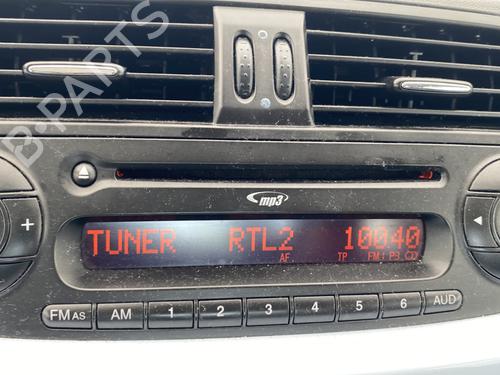 B-PARTS
mp3
TUNER RTL2 100.40
AF TP FM1 P3 CD
+
FM AS AM 1 2 3 4 5 6 AUD